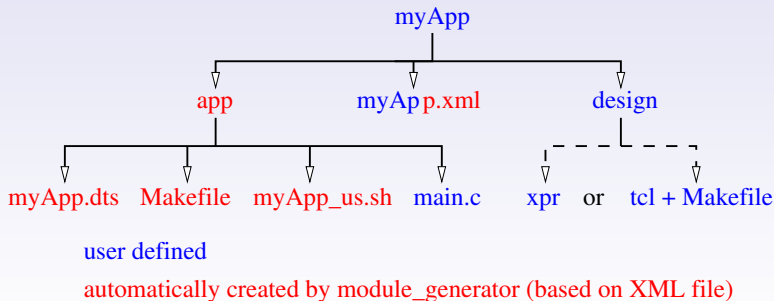 myApp
app myApp.xml design
myApp.dts Makefile myApp_us.sh main.c xpr or tcl + Makefile
user defined
automatically created by module_generator (based on XML file)